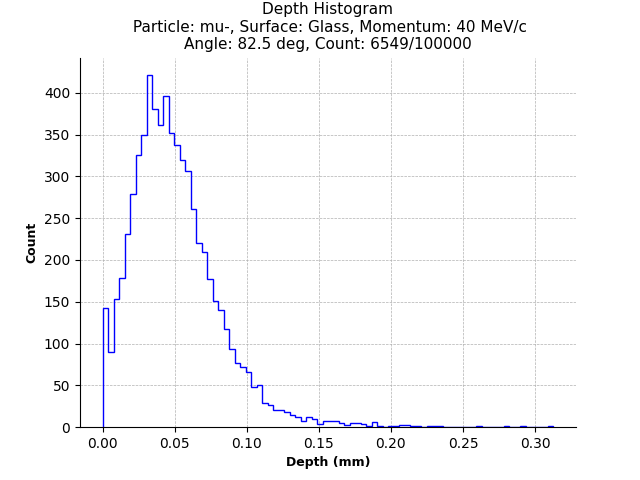 Depth Histogram
Particle: mu-, Surface: Glass, Momentum: 40 MeV/c
Angle: 82.5 deg, Count: 6549/100000
Count
400
350
300
250
200
150
100
50
0
0.00 0.05 0.10 0.15 0.20 0.25 0.30
Depth (mm)